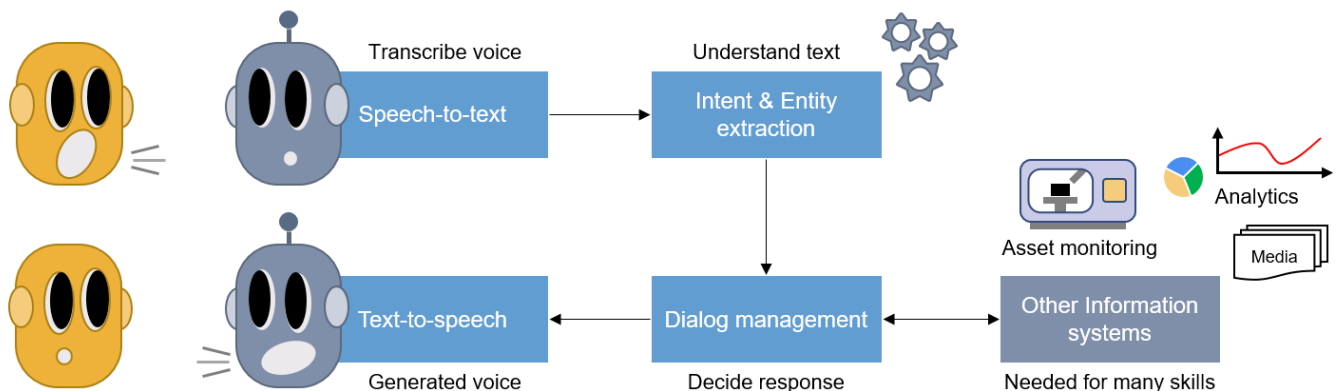 Transcribe voice
Understand text
Speech-to-text
Intent & Entity
extraction
Analytics
Asset monitoring
Media
Text-to-speech
Dialog management
Other Information
systems
Generated voice
Decide response
Needed for many skills